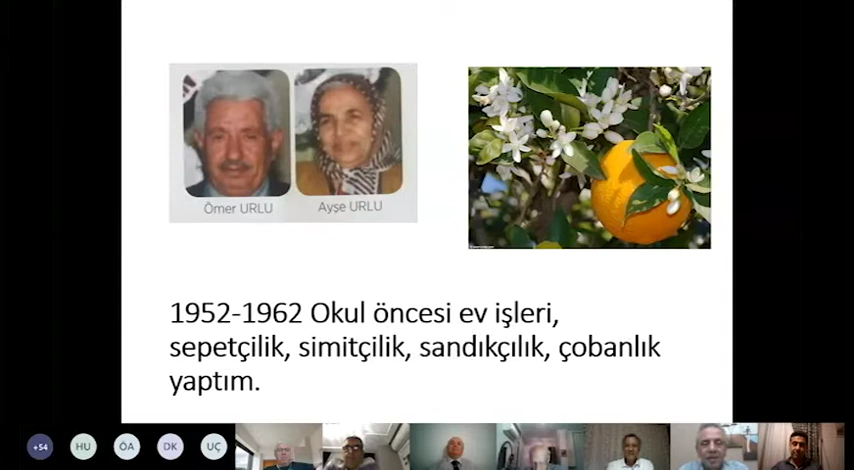 Ömer URLU
Ayşe URLU
1952-1962 Okul öncesi ev işleri,
sepetçilik, simitçilik, sandıkçılık, çobanlık
yaptım.
+54
HU
ÖA
DK
UÇ